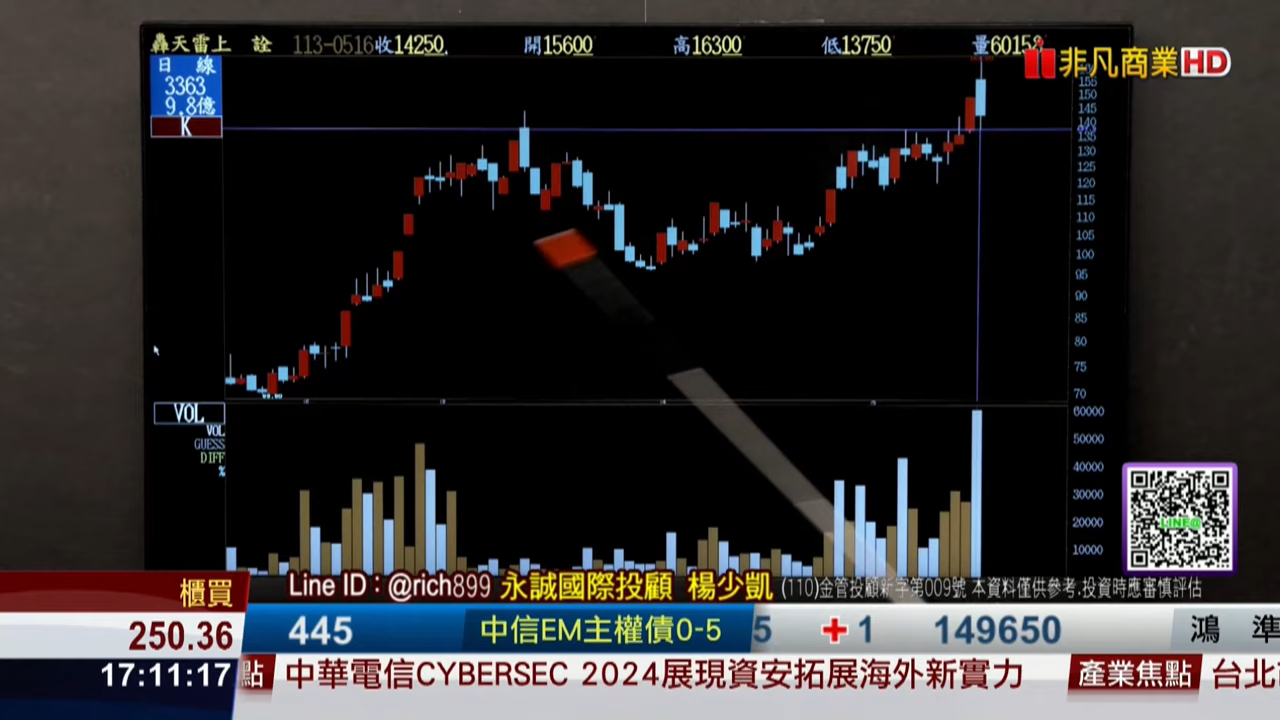 轟天雷上 詮 113-0516收14250. 開15600 高16300 低13750 量60158
非凡商業HD
日 線
3363
9.8億
K
155
150
145
140
135
130
125
120
115
110
105
100
95
90
85
80
75
70
VOL
VOL
GUESS
DIFF
%
60000
50000
40000
30000
20000
10000
LINE@
Line ID：@rich899 永誠國際投顧 楊少凱 (110)金管投顧新字第009號 本資料僅供參考.投資時應審慎評估
櫃買
250.36 445 中信EM主權債0-5 5 +1 149650 鴻 準
17:11:17 點 中華電信CYBERSEC 2024展現資安拓展海外新實力 產業焦點 台北